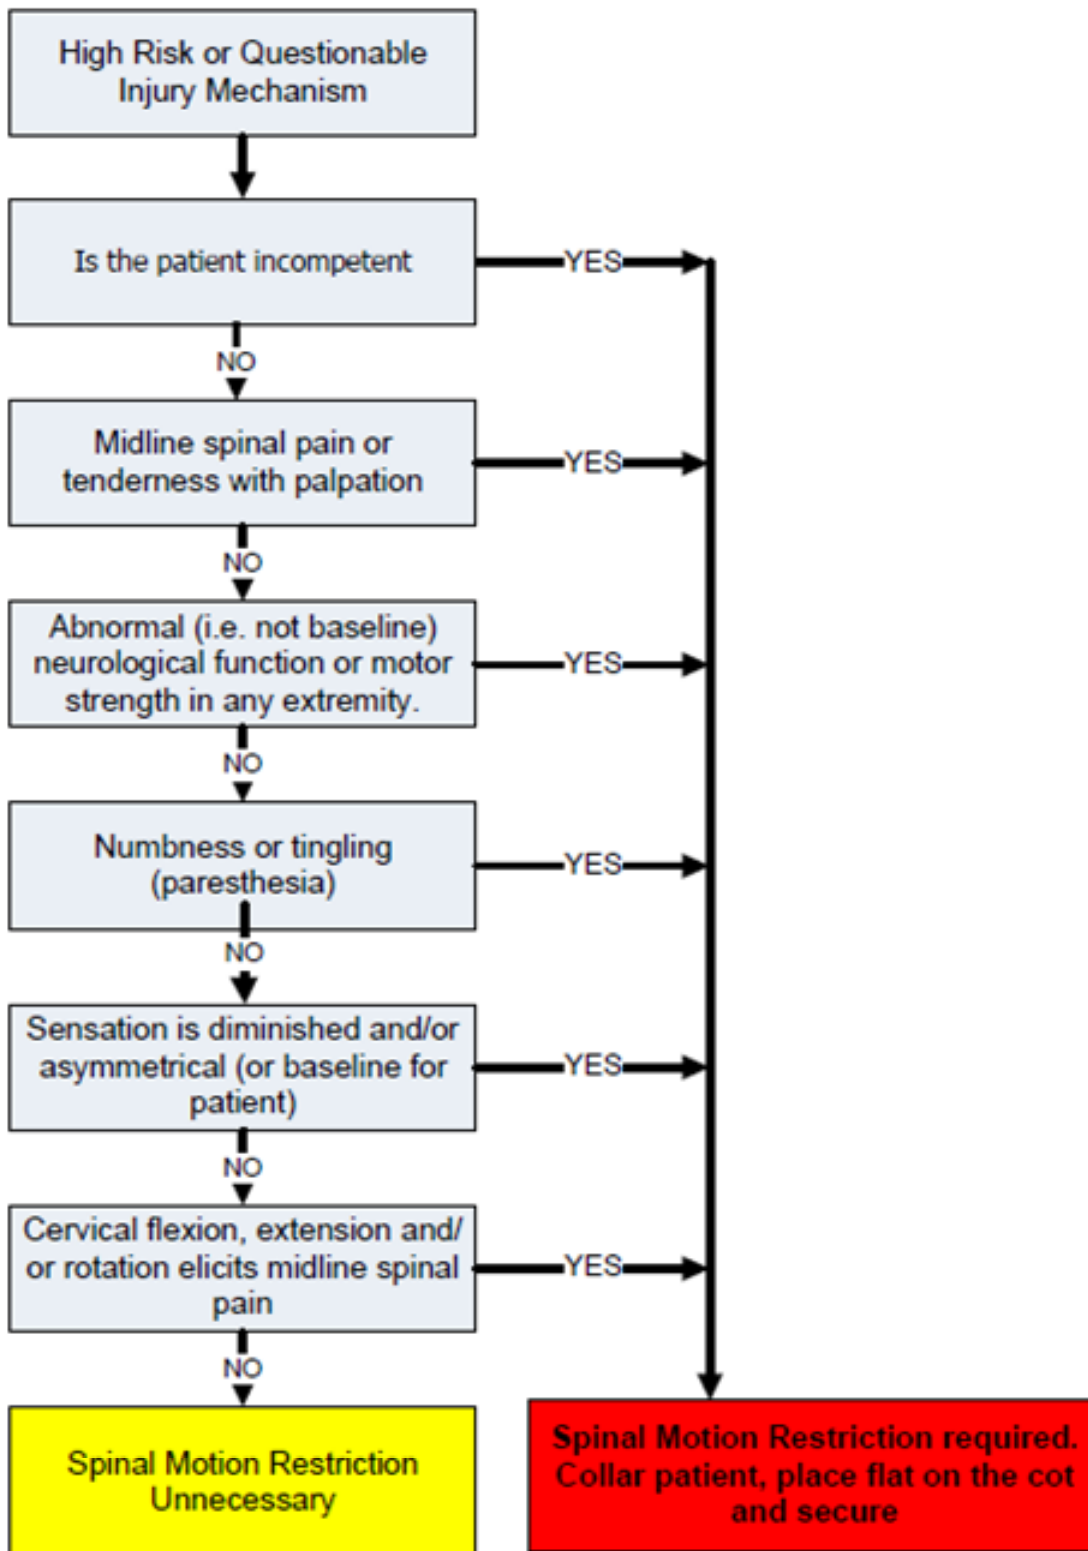 High Risk or Questionable
Injury Mechanism
Is the patient incompetent
YES
NO
Midline spinal pain or
tenderness with palpation
YES
NO
Abnormal (i.e. not baseline)
neurological function or motor
strength in any extremity.
YES
NO
Numbness or tingling
(paresthesia)
YES
NO
Sensation is diminished and/or
asymmetrical (or baseline for
patient)
YES
NO
Cervical flexion, extension and/
or rotation elicits midline spinal
pain
YES
NO
Spinal Motion Restriction
Unnecessary
Spinal Motion Restriction required.
Collar patient, place flat on the cot
and secure